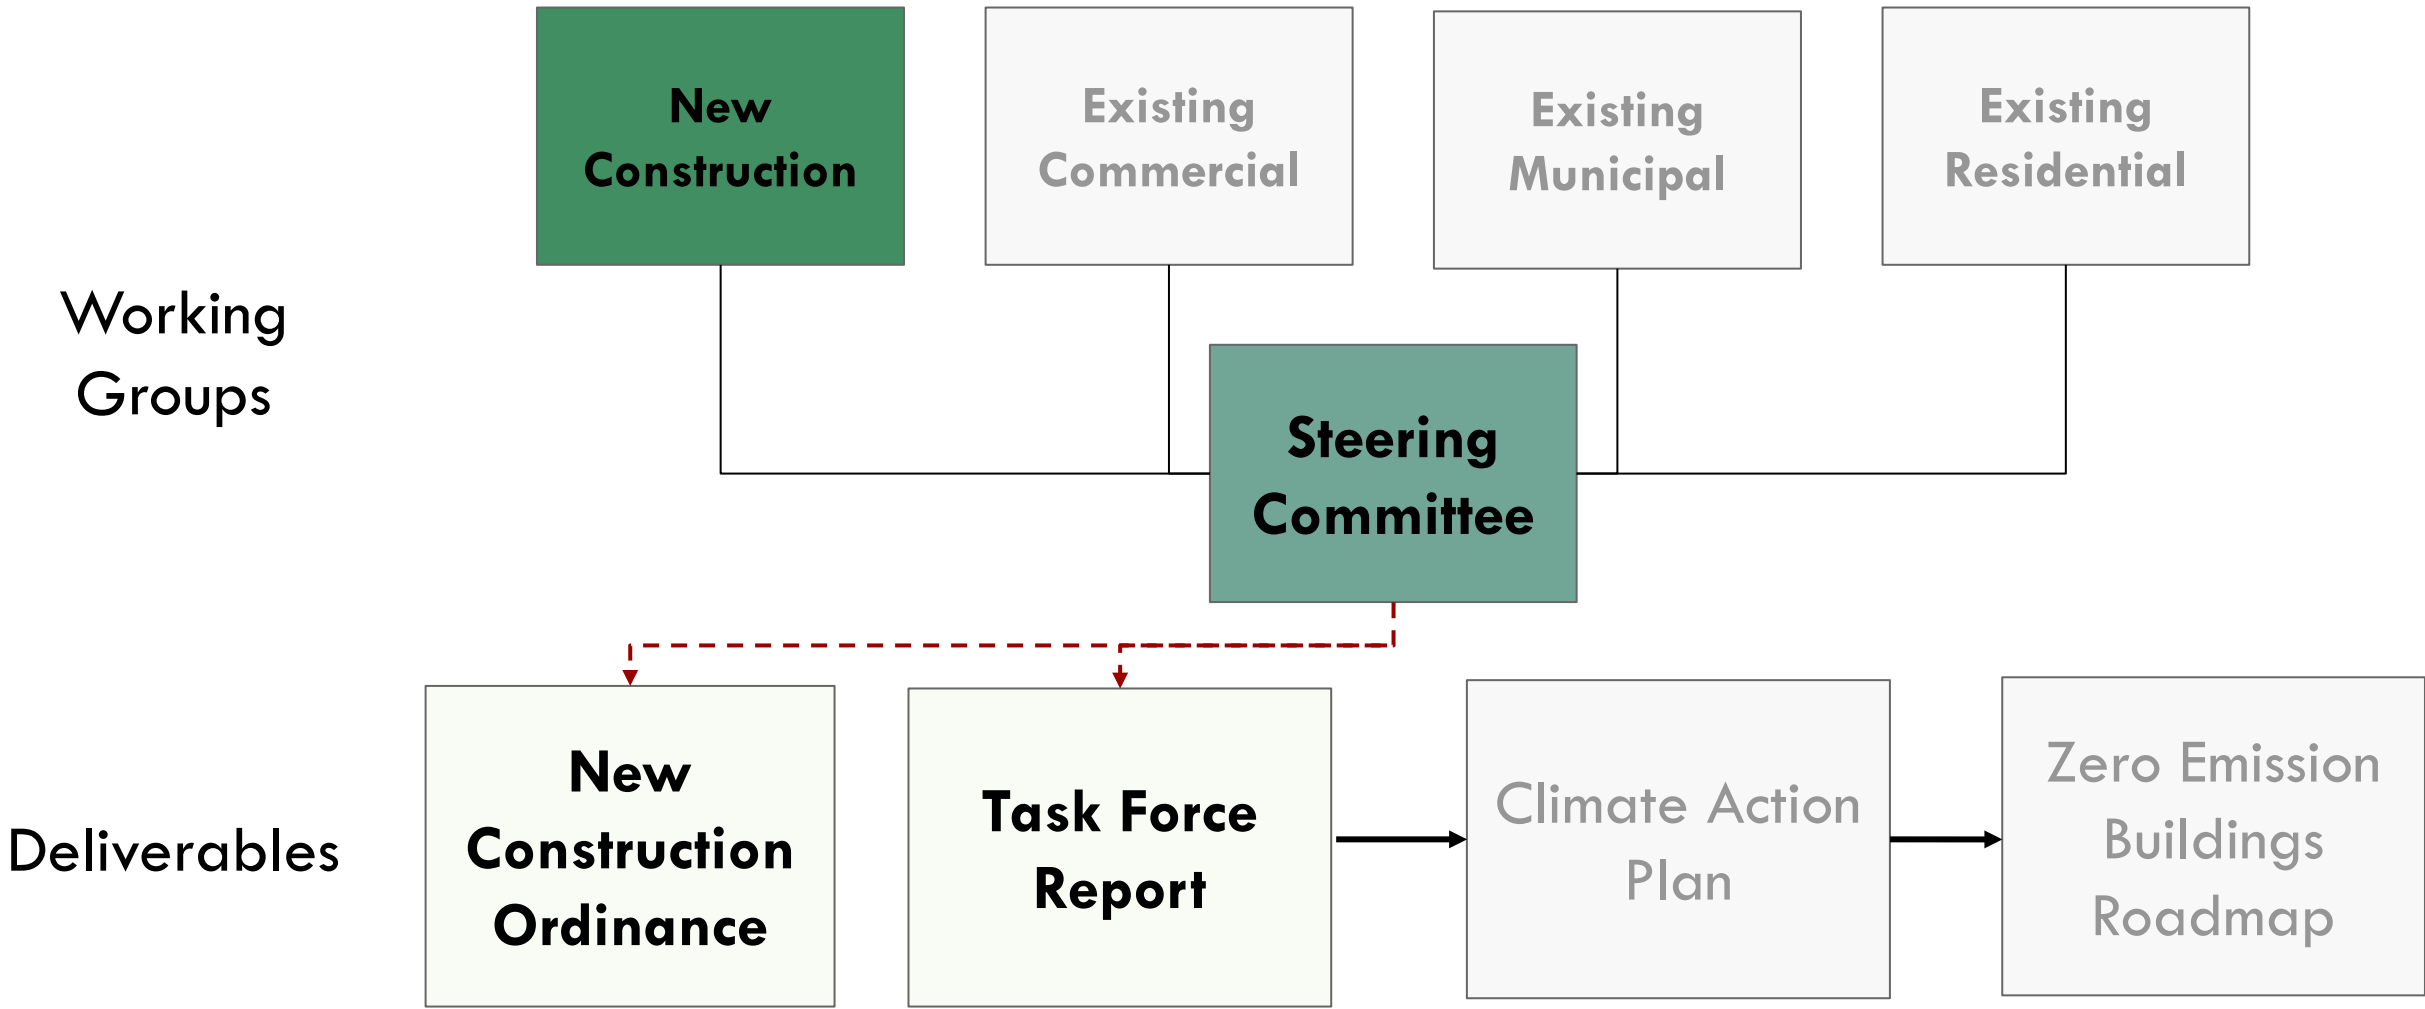 New
Construction
Existing
Commercial
Existing
Municipal
Existing
Residential
Working
Groups
Steering
Committee
Deliverables
New
Construction
Ordinance
Task Force
Report
Climate Action
Plan
Zero Emission
Buildings
Roadmap